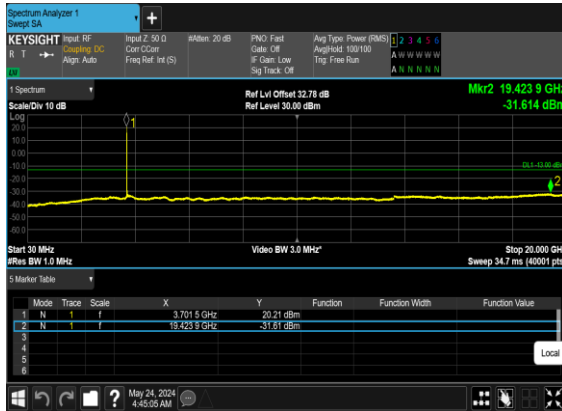 Spectrum Analyzer 1
Swept SA
+
KEYSIGHT Input: RF Input Z: 50 Ω #Atten: 20 dB PNO: Fast Avg Type: Power (RMS) 1 2 3 4 5 6
R T Coupling: DC Corr CCorr Gate: Off Avg|Hold: 100/100 A W W W W W
Align: Auto Freq Ref: Int (S) IF Gain: Low Trig: Free Run
LXI Sig Track: Off A N N N N N
1 Spectrum Ref Lvl Offset 32.78 dB Mkr2 19.423 9 GHz
Scale/Div 10 dB Ref Level 30.00 dBm -31.614 dBm
Log
1
20.0
10.0
0.00
-10.0 DL1 -13.00 dBm
-20.0
2
-30.0
-40.0
-50.0
-60.0
Start 30 MHz Video BW 3.0 MHz* Stop 20.000 GH
#Res BW 1.0 MHz Sweep 34.7 ms (40001 pts
5 Marker Table
Mode Trace Scale X Y Function Function Width Function Value
1 N 1 f 3.701 5 GHz 20.21 dBm
2 N 1 f 19.423 9 GHz -31.61 dBm
3
4
5
6
Local
? May 24, 2024
4:45:05 AM